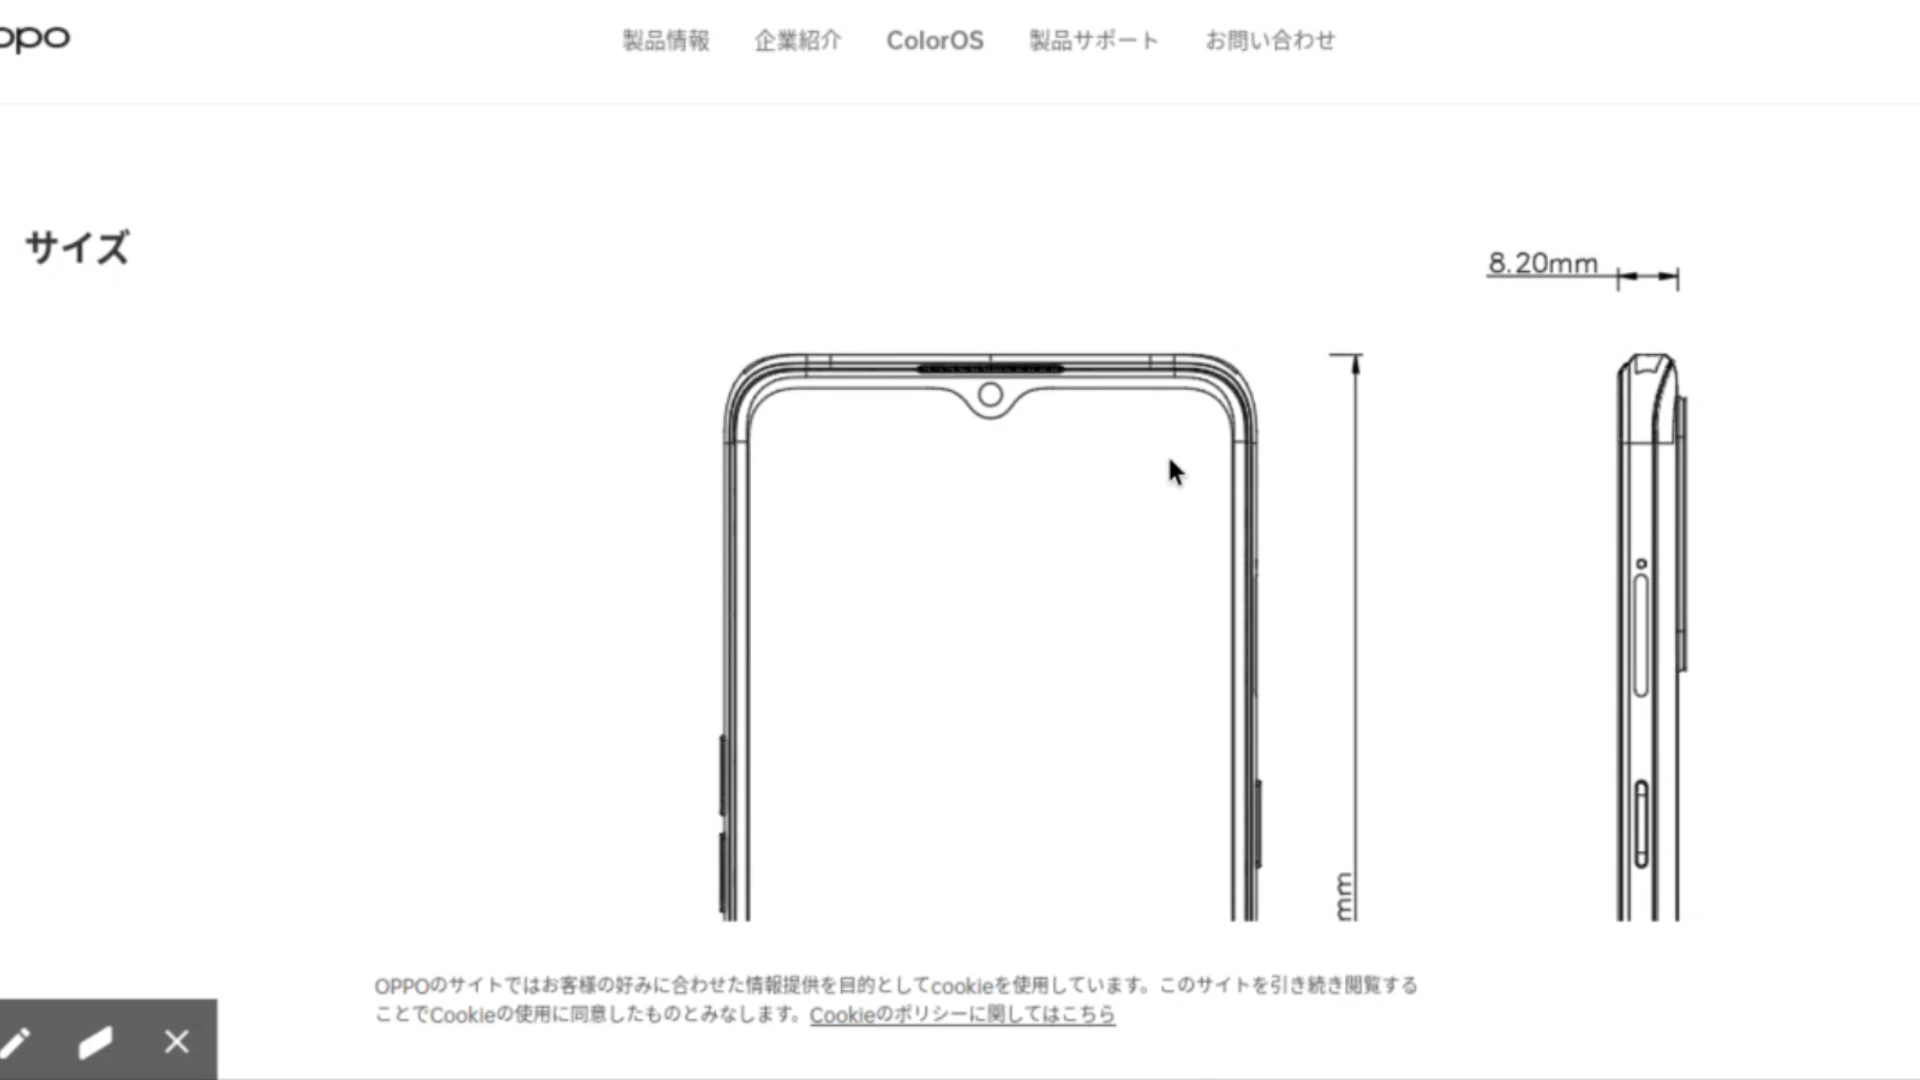 oppo
製品情報 企業紹介 ColorOS 製品サポート お問い合わせ
サイズ
8.20mm
mm
OPPOのサイトではお客様の好みに合わせた情報提供を目的としてcookieを使用しています。このサイトを引き続き閲覧する
ことでCookieの使用に同意したものとみなします。Cookieのポリシーに関してはこちら